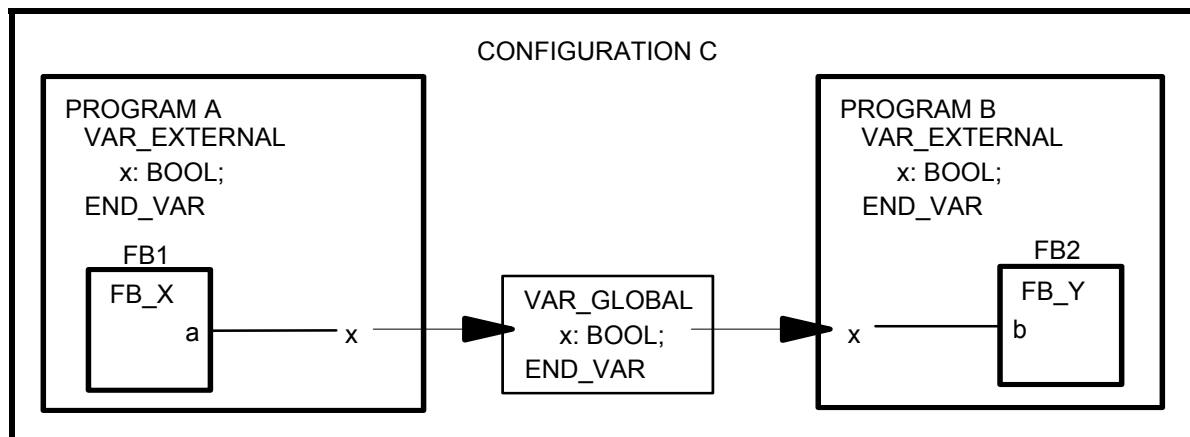 CONFIGURATION C
PROGRAM A
VAR_EXTERNAL
x: BOOL;
END_VAR
FB1
FB_X
a
x
VAR_GLOBAL
x: BOOL;
END_VAR
PROGRAM B
VAR_EXTERNAL
x: BOOL;
END_VAR
FB2
FB_Y
x
b